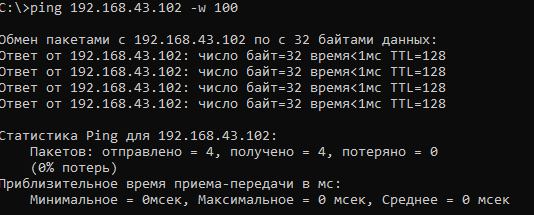 C:\>ping 192.168.43.102 -w 100
Обмен пакетами с 192.168.43.102 по с 32 байтами данных:
Ответ от 192.168.43.102: число байт=32 время<1мс TTL=128
Ответ от 192.168.43.102: число байт=32 время<1мс TTL=128
Ответ от 192.168.43.102: число байт=32 время<1мс TTL=128
Ответ от 192.168.43.102: число байт=32 время<1мс TTL=128
Статистика Ping для 192.168.43.102:
Пакетов: отправлено = 4, получено = 4, потеряно = 0
(0% потерь)
Приблизительное время приема-передачи в мс:
Минимальное = 0мсек, Максимальное = 0 мсек, Среднее = 0 мсек